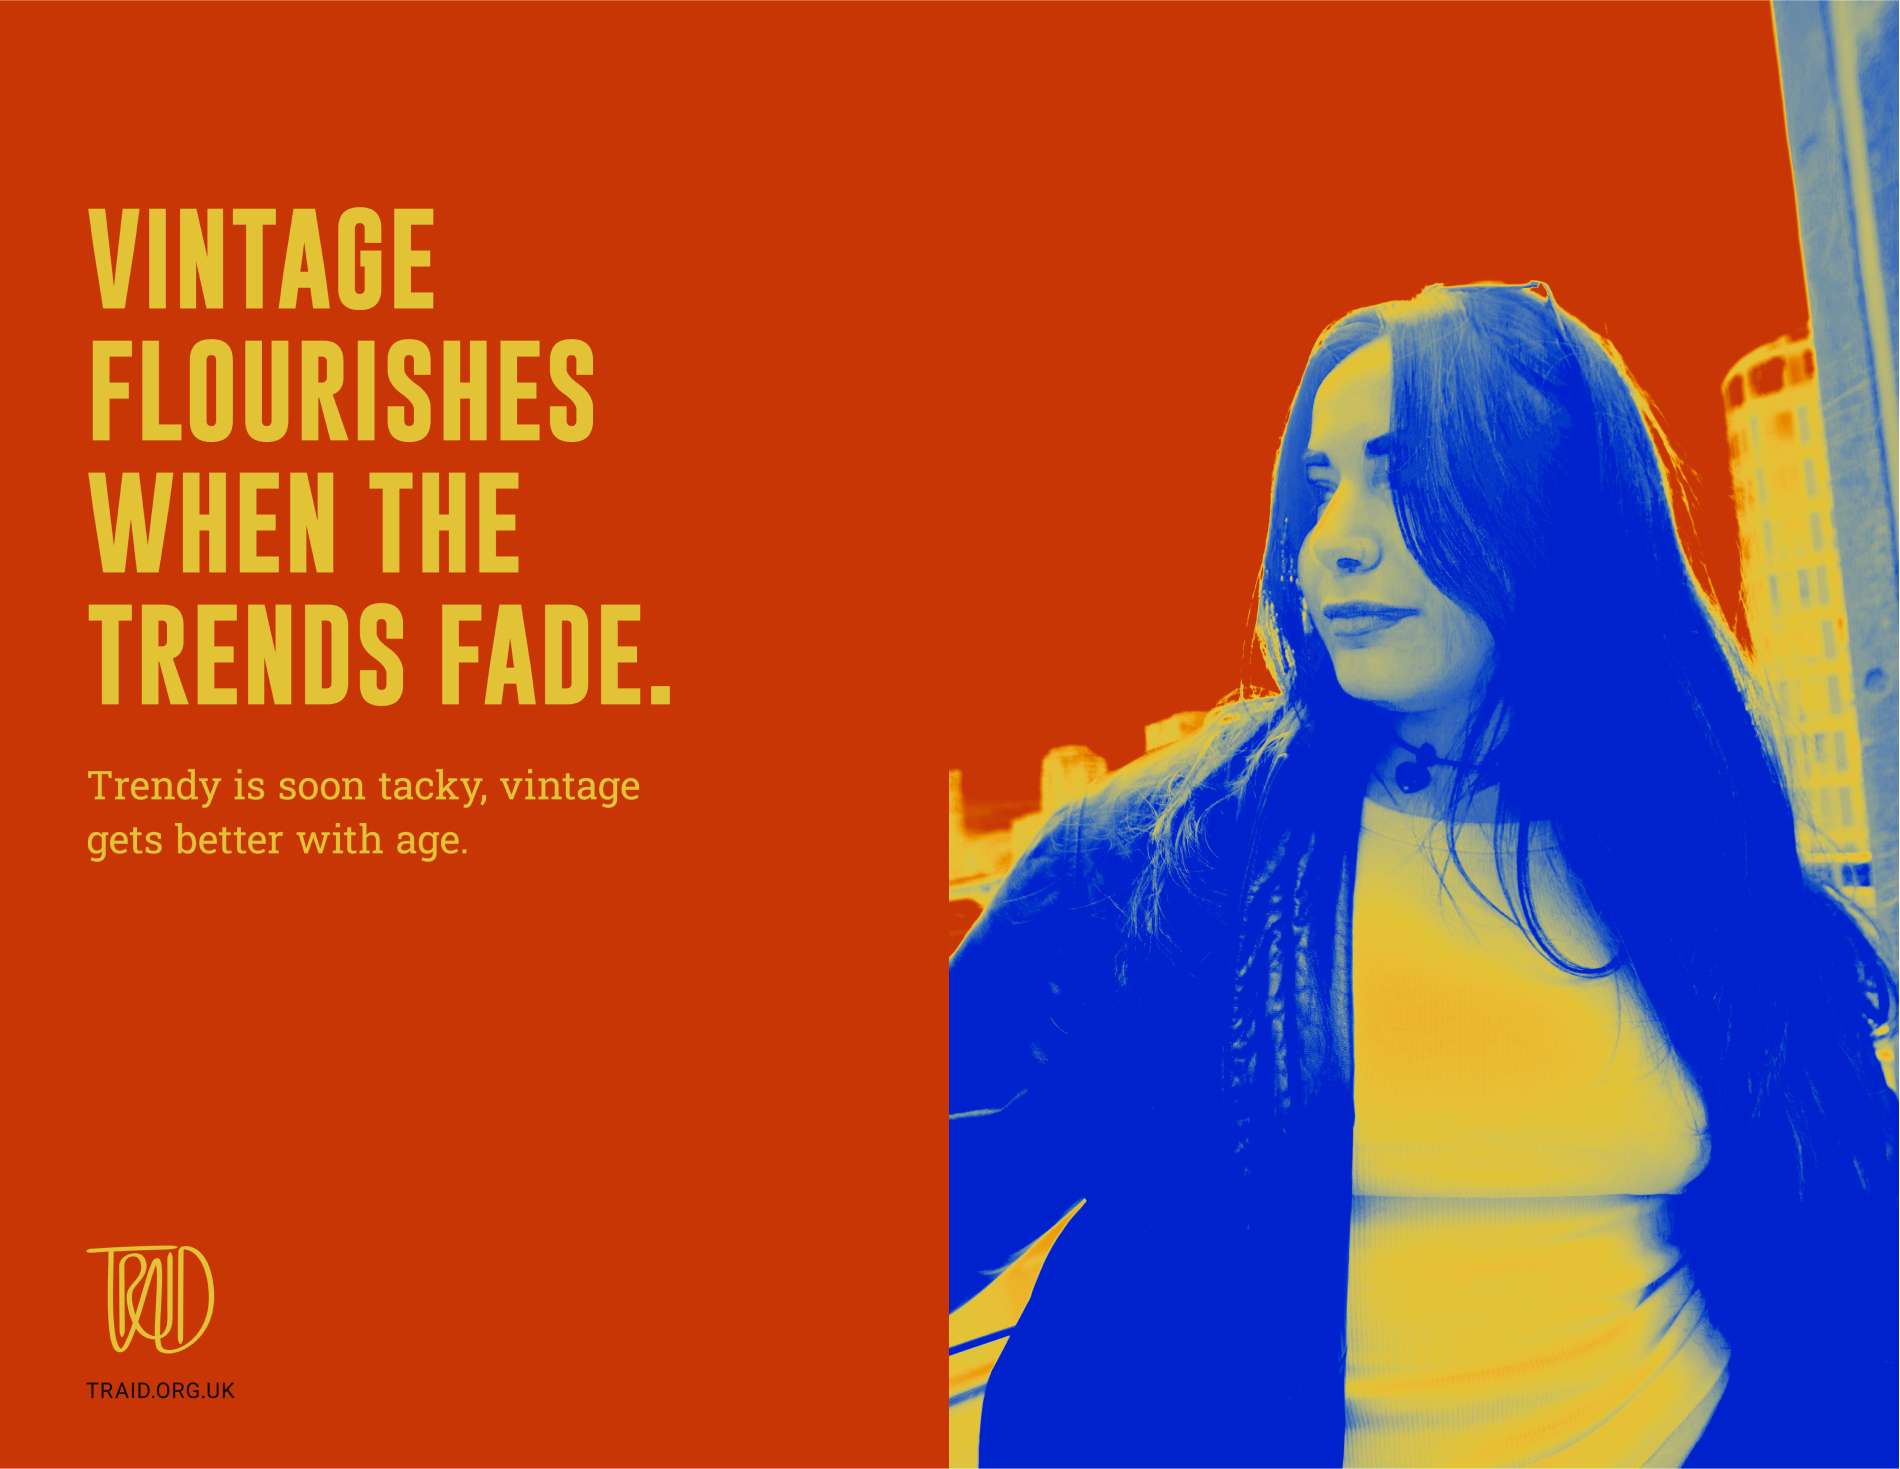 VINTAGE
FLOURISHES
WHEN THE
TRENDS FADE.
Trendy is soon tacky, vintage
gets better with age.
TRAID
TRAID.ORG.UK